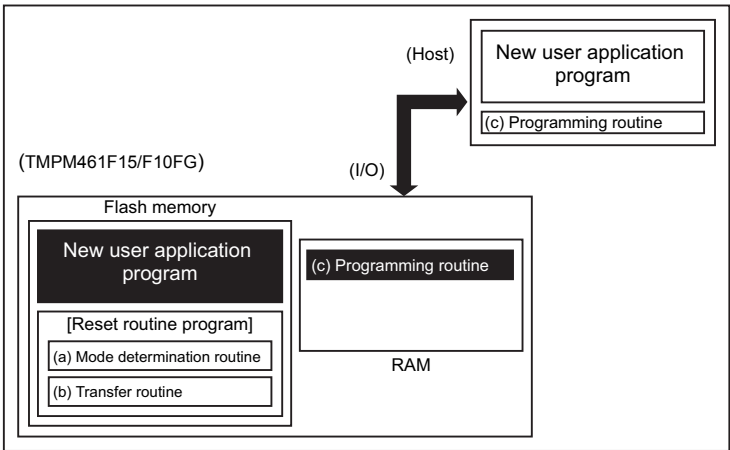 (Host)
New user application
program
(c) Programming routine
(TMPM461F15/F10FG)
(I/O)
Flash memory
New user application
program
[Reset routine program]
(a) Mode determination routine
(b) Transfer routine
(c) Programming routine
RAM